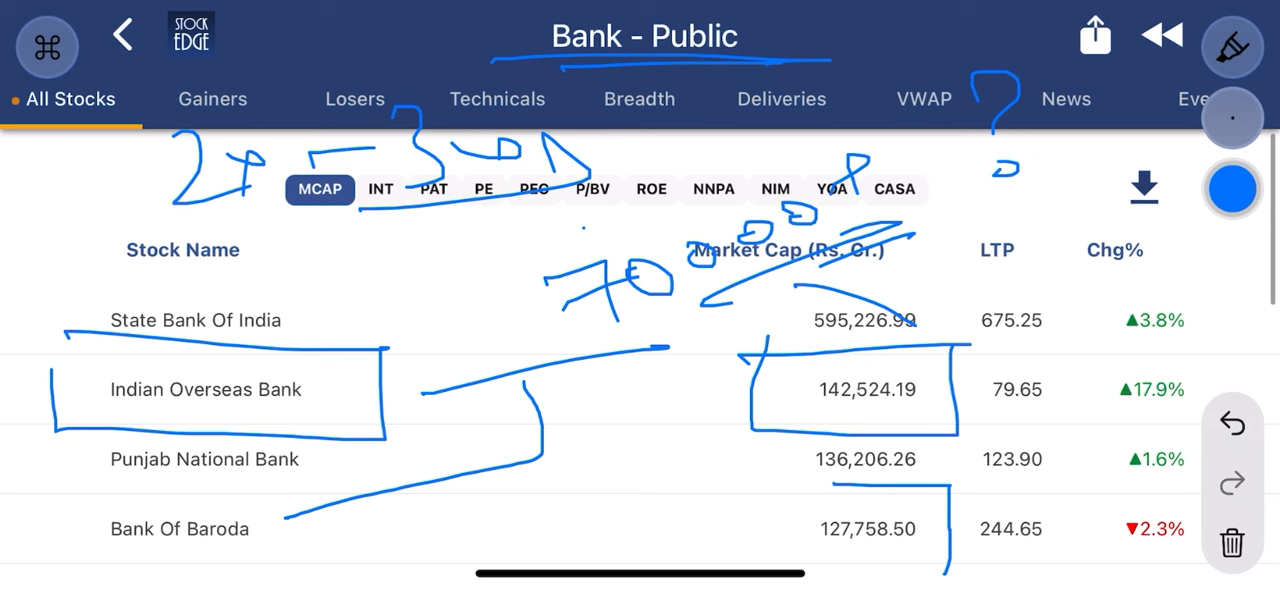 STOCK EDGE
Bank - Public
All Stocks Gainers Losers Technicals Breadth Deliveries VWAP News Eve
MCAP INT PAT PE PEG P/BV ROE NNPA NIM YOA CASA
Stock Name Market Cap (Rs. Cr.) LTP Chg%
State Bank Of India 595,226.99 675.25 ▲3.8%
Indian Overseas Bank 142,524.19 79.65 ▲17.9%
Punjab National Bank 136,206.26 123.90 ▲1.6%
Bank Of Baroda 127,758.50 244.65 ▼2.3%